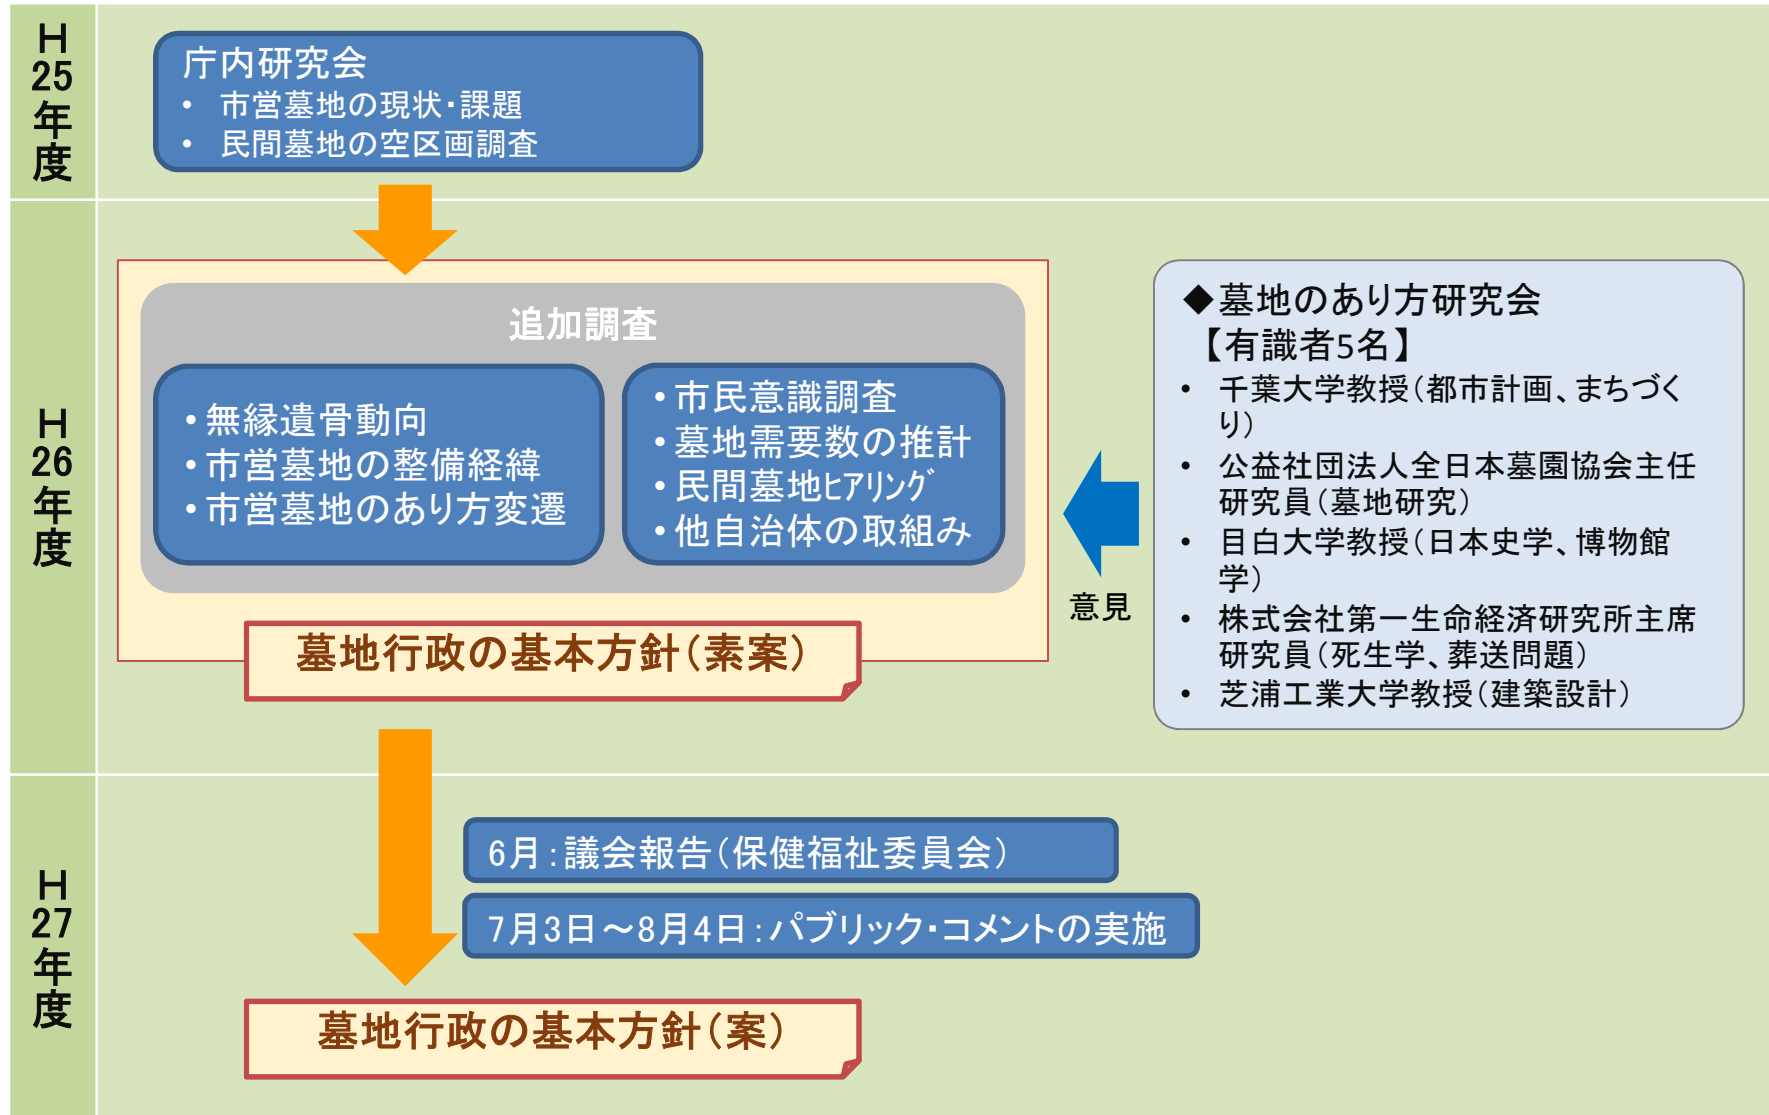 H
25
年
度
庁内研究会
• 市営墓地の現状・課題
• 民間墓地の空区画調査
H
26
年
度
追加調査
•無縁遺骨動向
•市営墓地の整備経緯
•市営墓地のあり方変遷
•市民意識調査
•墓地需要数の推計
•民間墓地ﾋｱﾘﾝｸﾞ
•他自治体の取組み
墓地行政の基本方針（素案）
意見
◆墓地のあり方研究会
【有識者5名】
• 千葉大学教授（都市計画、まちづく
り）
• 公益社団法人全日本墓園協会主任
研究員（墓地研究）
• 目白大学教授（日本史学、博物館
学）
• 株式会社第一生命経済研究所主席
研究員（死生学、葬送問題）
• 芝浦工業大学教授（建築設計）
H
27
年
度
6月：議会報告（保健福祉委員会）
7月3日～8月4日：パブリック・コメントの実施
墓地行政の基本方針（案）